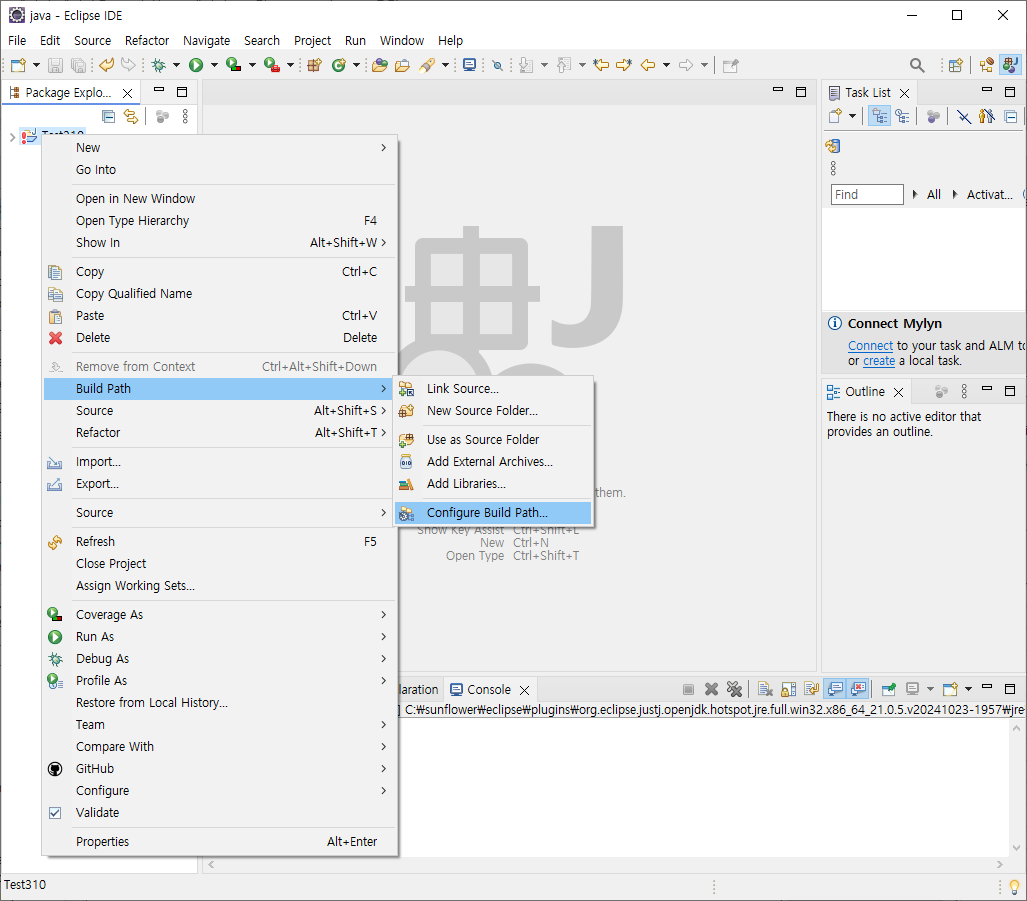 java - Eclipse IDE
File Edit Source Refactor Navigate Search Project Run Window Help
Package Explo...
Task List
Test310
New
Go Into
Open in New Window
Open Type Hierarchy F4
Show In Alt+Shift+W
Copy Ctrl+C
Copy Qualified Name
Paste Ctrl+V
Delete Delete
Remove from Context Ctrl+Alt+Shift+Down
Build Path
Source Alt+Shift+S
Refactor Alt+Shift+T
Import...
Export...
Source
Refresh F5
Close Project
Assign Working Sets...
Coverage As
Run As
Debug As
Profile As
Restore from Local History...
Team
Compare With
GitHub
Configure
Validate
Properties Alt+Enter
Link Source...
New Source Folder...
Use as Source Folder
Add External Archives...
Add Libraries...
Configure Build Path...
them.
Show Key Assist Ctrl+Shift+L
New Ctrl+N
Open Type Ctrl+Shift+T
Find All Activat...
Connect Mylyn
Connect to your task and ALM to
or create a local task.
Outline
There is no active editor that
provides an outline.
laration Console
] C:₩sunflower₩eclipse₩plugins₩org.eclipse.justj.openjdk.hotspot.jre.full.win32.x86_64_21.0.5.v20241023-1957₩jre
Test310